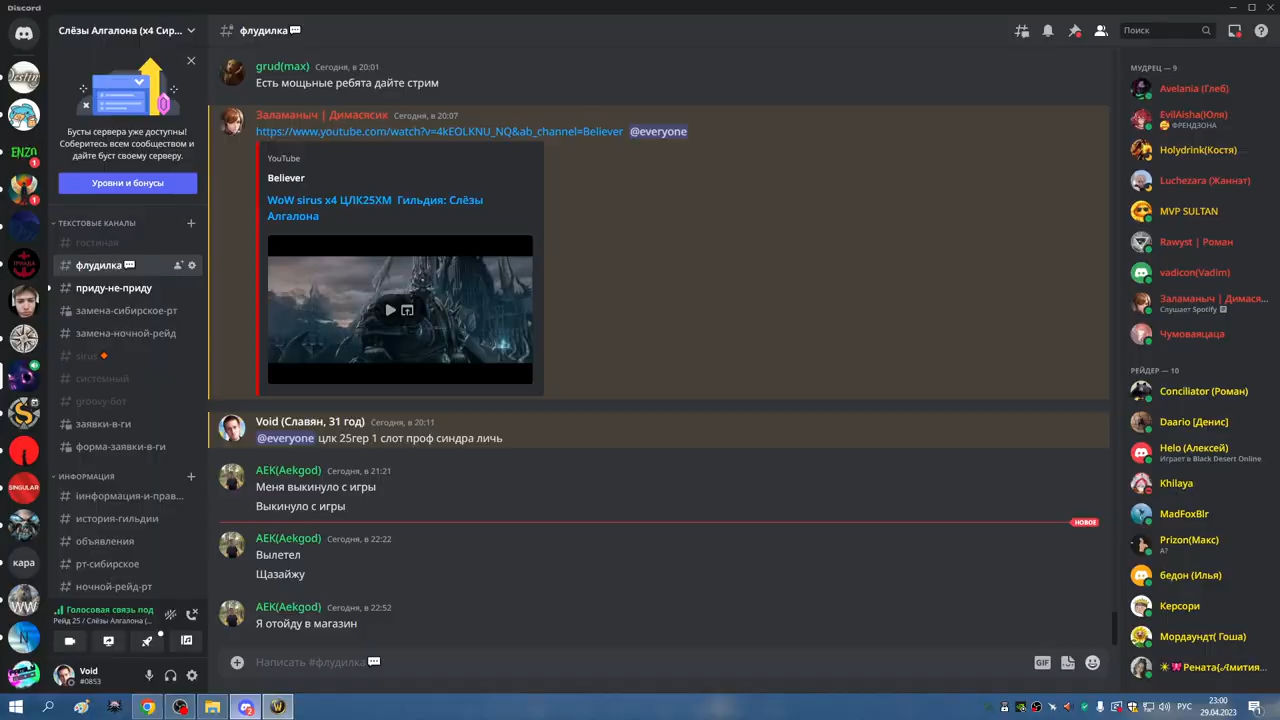 Discord
Слёзы Алгалона (x4 Сир...
Бусты сервера уже доступны!
Соберитесь всем сообществом и
дайте буст своему серверу.
Уровни и бонусы
ТЕКСТОВЫЕ КАНАЛЫ
гостиная
флудилка
приду-не-приду
замена-сибирское-рт
замена-ночной-рейд
sirus
системный
groovy-бот
заявки-в-ги
форма-заявки-в-ги
ИНФОРМАЦИЯ
информация-и-прав...
история-гильдии
объявления
рт-сибирское
ночной-рейд-рт
Голосовая связь под
Рейд 25 / Слёзы Алгалона (...
Void
#0853
ENZO
1
1
SINGULAR
кара
WW
флудилка
Поиск
grud(max) Сегодня, в 20:01
Есть мощьные ребята дайте стрим
Заламаныч | Димасясик Сегодня, в 20:07
https://www.youtube.com/watch?v=4kEOLKNU_NQ&ab_channel=Believer @everyone
YouTube
Believer
WoW sirus x4 ЦЛК25ХМ Гильдия: Слёзы
Алгалона
Void (Славян, 31 год) Сегодня, в 20:11
@everyone цлк 25гер 1 слот проф синдра личь
AEK(Aekgod) Сегодня, в 21:21
Меня выкинуло с игры
Выкинуло с игры
НОВОЕ
AEK(Aekgod) Сегодня, в 22:22
Вылетел
Щазайжу
AEK(Aekgod) Сегодня, в 22:52
Я отойду в магазин
Написать #флудилка
GIF
МУДРЕЦ — 9
Avelania (Глеб)
EvilAisha(Юля)
ФРЕНДЗОНА
Holydrink(Костя)
Luchezara (Жаннэт)
MVP SULTAN
Rawyst | Роман
vadicon(Vadim)
Заламаныч | Димася...
Слушает Spotify
Чумоваяцаца
РЕЙДЕР — 10
Conciliator (Роман)
Daario [Денис]
Helo (Алексей)
Играет в Black Desert Online
Khilaya
MadFoxBlr
Prizon(Макс)
А?
бедон (Илья)
Керсори
Мордаундт( Гоша)
РУС
23:00
29.04.2023